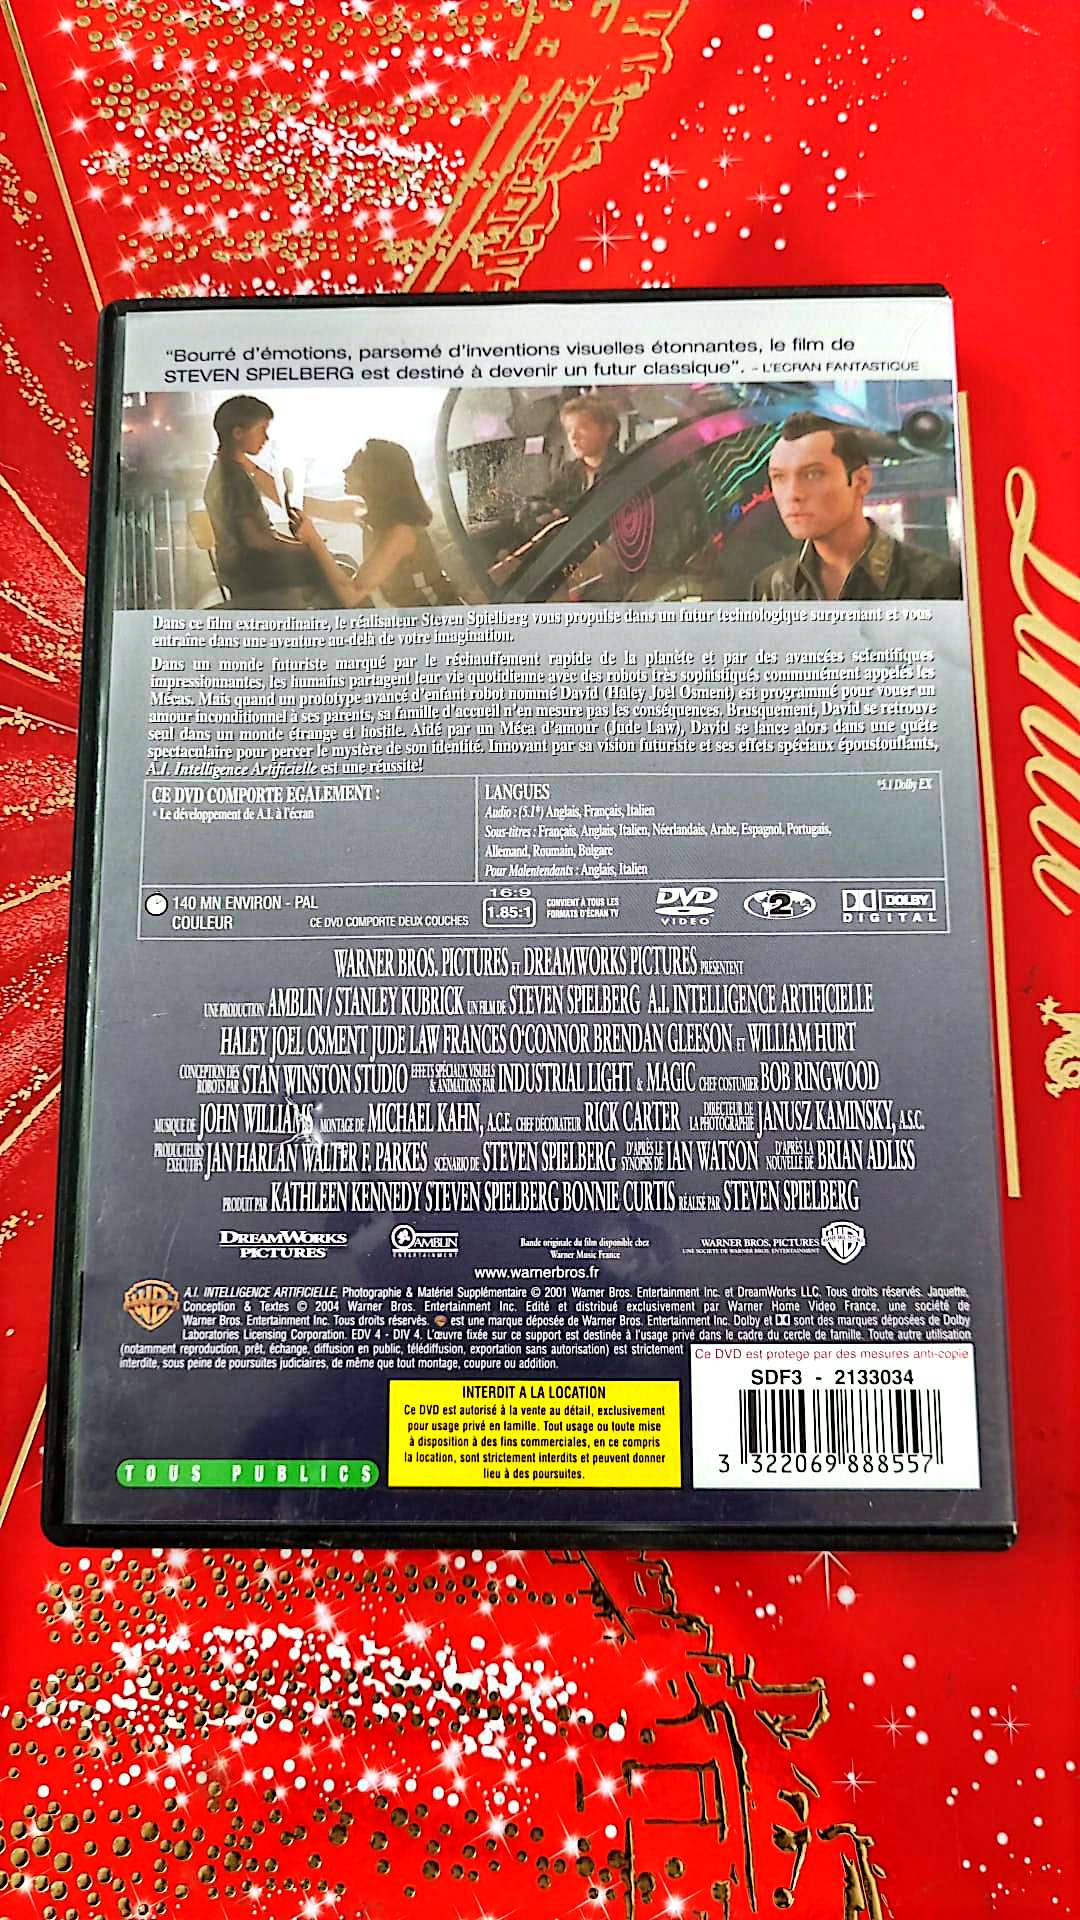 "Bourré d'émotions, parsemé d'inventions visuelles étonnantes, le film de
STEVEN SPIELBERG est destiné à devenir un futur classique". - L'ECRAN FANTASTIQUE
Dans ce film extraordinaire, le réalisateur Steven Spielberg vous propulse dans un futur technologique surprenant et vous
entraîne dans une aventure au-delà de votre imagination.
Dans un monde futuriste marqué par le réchauffement rapide de la planète et par des avancées scientifiques
impressionnantes, les humains partagent leur vie quotidienne avec des robots très sophistiqués communément appelés les
Mécas. Mais quand un prototype avancé d'enfant robot nommé David (Haley Joel Osment) est programmé pour vouer un
amour inconditionnel à ses parents, sa famille d'accueil n'en mesure pas les conséquences. Brusquement, David se retrouve
seul dans un monde étrange et hostile. Aidé par un Méca d'amour (Jude Law), David se lance alors dans une quête
spectaculaire pour percer le mystère de son identité. Innovant par sa vision futuriste et ses effets spéciaux époustouflants,
A.I. Intelligence Artificielle est une réussite!
CE DVD COMPORTE EGALEMENT :
* Le développement de A.I. à l'écran
LANGUES
*5.1 Dolby EX
Audio : (5.1*) Anglais, Français, Italien
Sous-titres : Français, Anglais, Italien, Néerlandais, Arabe, Espagnol, Portugais,
Allemand, Roumain, Bulgare
Pour Malentendants : Anglais, Italien
140 MN ENVIRON - PAL
COULEUR
CE DVD COMPORTE DEUX COUCHES
16:9
1.85:1
CONVIENT À TOUS LES
FORMATS D'ÉCRAN TV
DVD
VIDEO
2
DOLBY
DIGITAL
WARNER BROS. PICTURES ET DREAMWORKS PICTURES PRÉSENTENT
UNE PRODUCTION AMBLIN / STANLEY KUBRICK UN FILM DE STEVEN SPIELBERG A.I. INTELLIGENCE ARTIFICIELLE
HALEY JOEL OSMENT JUDE LAW FRANCES O'CONNOR BRENDAN GLEESON ET WILLIAM HURT
CONCEPTION DES ROBOTS PAR STAN WINSTON STUDIO EFFETS SPÉCIAUX VISUELS & ANIMATIONS PAR INDUSTRIAL LIGHT & MAGIC CHEF COSTUMIER BOB RINGWOOD
MUSIQUE DE JOHN WILLIAMS MONTAGE DE MICHAEL KAHN, A.C.E. CHEF DÉCORATEUR RICK CARTER DIRECTEUR DE LA PHOTOGRAPHIE JANUSZ KAMINSKY, A.S.C.
PRODUCTEURS EXÉCUTIFS JAN HARLAN WALTER F. PARKES SCÉNARIO DE STEVEN SPIELBERG D'APRÈS LE SYNOPSIS DE IAN WATSON D'APRÈS LA NOUVELLE DE BRIAN ADLISS
PRODUIT PAR KATHLEEN KENNEDY STEVEN SPIELBERG BONNIE CURTIS RÉALISÉ PAR STEVEN SPIELBERG
DREAMWORKS
PICTURES
AMBLIN
ENTERTAINMENT
Bande originale du film disponible chez
Warner Music France
WARNER BROS. PICTURES
UNE SOCIETE DE WARNER BROS. ENTERTAINMENT
www.warnerbros.fr
A.I. INTELLIGENCE ARTIFICIELLE, Photographie & Matériel Supplémentaire © 2001 Warner Bros. Entertainment Inc. et DreamWorks LLC. Tous droits réservés. Jaquette,
Conception & Textes © 2004 Warner Bros. Entertainment Inc. Edité et distribué exclusivement par Warner Home Video France, une société de
Warner Bros. Entertainment Inc. Tous droits réservés. est une marque déposée de Warner Bros. Entertainment Inc. Dolby et sont des marques déposées de Dolby
Laboratories Licensing Corporation. EDV 4 - DIV 4. L'œuvre fixée sur ce support est destinée à l'usage privé dans le cadre du cercle de famille. Toute autre utilisation
(notamment reproduction, prêt, échange, diffusion en public, télédiffusion, exportation sans autorisation) est strictement
interdite, sous peine de poursuites judiciaires, de même que tout montage, coupure ou addition.
Ce DVD est protégé par des mesures anti-copie
SDF3 - 2133034
3 322069 888557
INTERDIT A LA LOCATION
Ce DVD est autorisé à la vente au détail, exclusivement
pour usage privé en famille. Tout usage ou toute mise
à disposition à des fins commerciales, en ce compris
la location, sont strictement interdits et peuvent donner
lieu à des poursuites.
TOUS PUBLICS